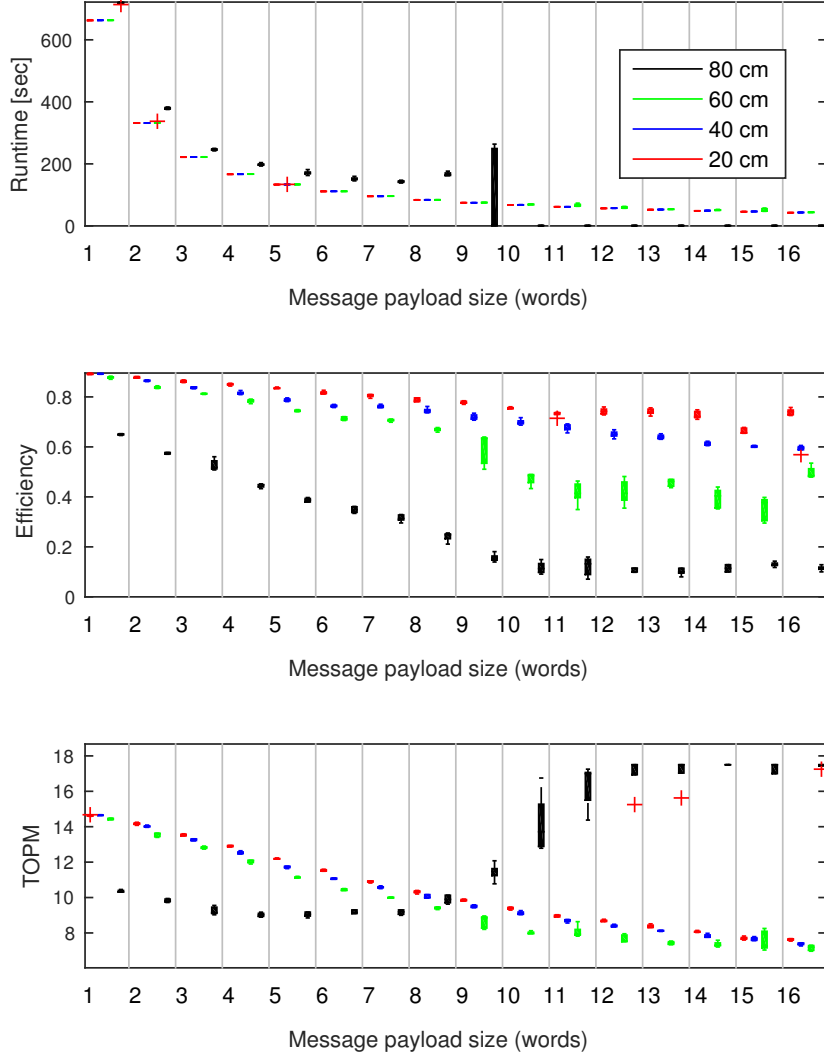 600
400
200
0
Runtime [sec]
80 cm
60 cm
40 cm
20 cm
1 2 3 4 5 6 7 8 9 10 11 12 13 14 15 16
Message payload size (words)
0.8
0.6
0.4
0.2
0
Efficiency
1 2 3 4 5 6 7 8 9 10 11 12 13 14 15 16
Message payload size (words)
18
16
14
12
10
8
TOPM
1 2 3 4 5 6 7 8 9 10 11 12 13 14 15 16
Message payload size (words)